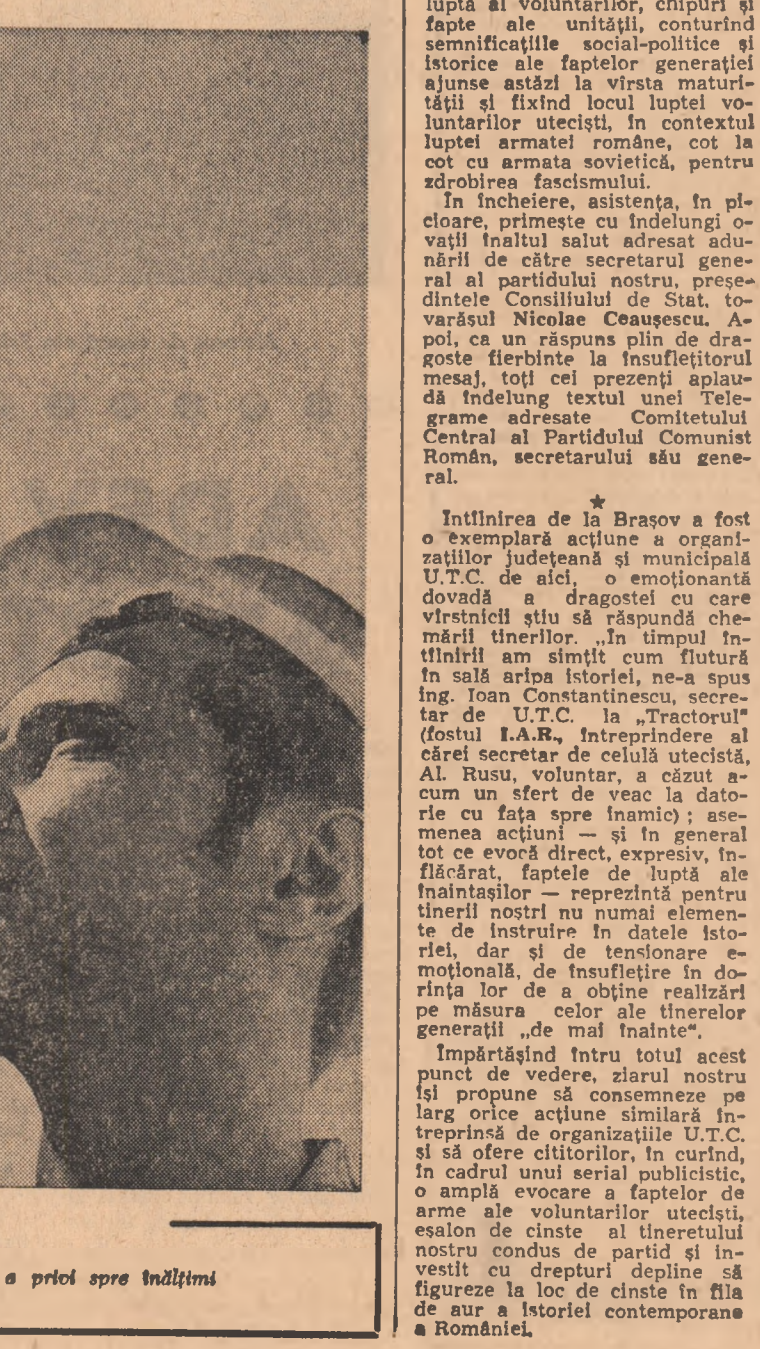 luptă al voluntarilor, chipuri și
fapte ale unității, conturînd
semnificațiile social-politice și
istorice ale faptelor generației
ajunse astăzi la vîrsta maturi-
tății și fixînd locul luptei vo-
luntarilor uteciști, în contextul
luptei armatei române, cot la
cot cu armata sovietică, pentru
zdrobirea fascismului.
În încheiere, asistența, în pi-
cioare, primește cu îndelungi o-
vații înaltul salut adresat adu-
nării de către secretarul gene-
ral al partidului nostru, preșe-
dintele Consiliului de Stat, to-
varășul Nicolae Ceaușescu. A-
poi, ca un răspuns plin de dra-
goste fierbinte la însuflețitorul
mesaj, toți cei prezenți aplau-
dă îndelung textul unei Tele-
grame adresate Comitetului
Central al Partidului Comunist
Român, secretarului său gene-
ral.
★
Întîlnirea de la Brașov a fost
o exemplară acțiune a organi-
zațiilor județeană și municipală
U.T.C. de aici, o emoționantă
dovadă a dragostei cu care
vîrstnicii știu să răspundă che-
mării tinerilor. „În timpul în-
tîlnirii am simțit cum flutură
în sală aripa istoriei, ne-a spus
ing. Ioan Constantinescu, secre-
tar de U.T.C. la „Tractorul"
(fostul I.A.R., întreprindere al
cărei secretar de celulă utecistă,
Al. Rusu, voluntar, a căzut a-
cum un sfert de veac la dato-
rie cu fața spre inamic) ; ase-
menea acțiuni — și în general
tot ce evocă direct, expresiv, în-
flăcărat, faptele de luptă ale
înaintașilor — reprezintă pentru
tinerii noștri nu numai elemen-
te de instruire în datele isto-
riei, dar și de tensionare e-
moțională, de însuflețire în do-
rința lor de a obține realizări
pe măsura celor ale tinerelor
generații „de mai înainte".
Împărtășind întru totul acest
punct de vedere, ziarul nostru
își propune să consemneze pe
larg orice acțiune similară în-
treprinsă de organizațiile U.T.C.
și să ofere cititorilor, în curînd,
în cadrul unui serial publicistic,
o amplă evocare a faptelor de
arme ale voluntarilor uteciști,
eșalon de cinste al tineretului
nostru condus de partid și in-
vestit cu drepturi depline să
figureze la loc de cinste în fila
de aur a istoriei contemporane
a României.
a privi spre înălțimi